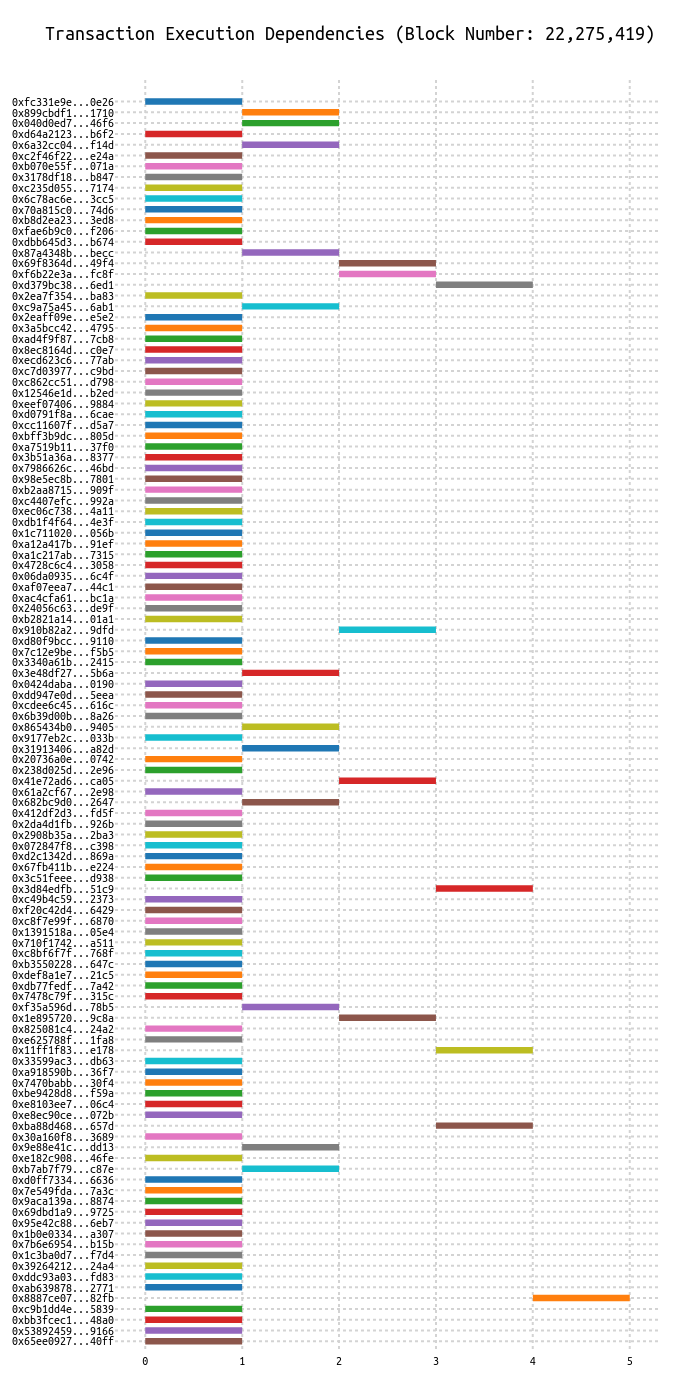 Transaction Execution Dependencies (Block Number: 22,275,419)
0xfc331e9e...0e26
0x899cbdf1...1710
0x040d0ed7...46f6
0xd64a2123...b6f2
0x6a32cc04...f14d
0xc2f46f22...e24a
0xb070e55f...071a
0x3178df18...b847
0xc235d055...7174
0x6c78ac6e...3cc5
0x70a815c0...74d6
0xb8d2ea23...3ed8
0xfae6b9c0...f206
0xdbb645d3...b674
0x87a4348b...becc
0x69f8364d...49f4
0xf6b22e3a...fc8f
0xd379bc38...6ed1
0x2ea7f354...ba83
0xc9a75a45...6ab1
0x2eaff09e...e5e2
0x3a5bcc42...4795
0xad4f9f87...7cb8
0x8ec8164d...c0e7
0xecd623c6...77ab
0xc7d03977...c9bd
0xc862cc51...d798
0x12546e1d...b2ed
0xeef07406...9884
0xd0791f8a...6cae
0xcc11607f...d5a7
0xbff3b9dc...805d
0xa7519b11...37f0
0x3b51a36a...8377
0x7986626c...46bd
0x98e5ec8b...7801
0xb2aa8715...909f
0xc4407efc...992a
0xec06c738...4a11
0xdb1f4f64...4e3f
0x1c711020...056b
0xa12a417b...91ef
0xa1c217ab...7315
0x4728c6c4...3058
0x06da0935...6c4f
0xaf07eea7...44c1
0xac4cfa61...bc1a
0x24056c63...de9f
0xb2821a14...01a1
0x910b82a2...9dfd
0xd80f9bcc...9110
0x7c12e9be...f5b5
0x3340a61b...2415
0x3e48df27...5b6a
0x0424daba...0190
0xdd947e0d...5eea
0xcdee6c45...616c
0x6b39d00b...8a26
0x865434b0...9405
0x9177eb2c...033b
0x31913406...a82d
0x20736a0e...0742
0x238d025d...2e96
0x41e72ad6...ca05
0x61a2cf67...2e98
0x682bc9d0...2647
0x412df2d3...fd5f
0x2da4d1fb...926b
0x2908b35a...2ba3
0x072847f8...c398
0xd2c1342d...869a
0x67fb411b...e224
0x3c51feee...d938
0x3d84edfb...51c9
0xc49b4c59...2373
0xf20c42d4...6429
0xc8f7e99f...6870
0x1391518a...05e4
0x710f1742...a511
0xc8bf6f7f...768f
0xb3550228...647c
0xdef8a1e7...21c5
0xdb77fedf...7a42
0x7478c79f...315c
0xf35a596d...78b5
0x1e895720...9c8a
0x825081c4...24a2
0xe625788f...1fa8
0x11ff1f83...e178
0x33599ac3...db63
0xa918590b...36f7
0x7470babb...30f4
0xbe9428d8...f59a
0xe8103ee7...06c4
0xe8ec90ce...072b
0xba88d468...657d
0x30a160f8...3689
0x9e88e41c...dd13
0xe182c908...46fe
0xb7ab7f79...c87e
0xd0ff7334...6636
0x7e549fda...7a3c
0x9aca139a...8874
0x69dbd1a9...9725
0x95e42c88...6eb7
0x1b0e0334...a307
0x7b6e6954...b15b
0x1c3ba0d7...f7d4
0x39264212...24a4
0xddc93a03...fd83
0xab639878...2771
0x8887ce07...82fb
0xc9b1dd4e...5839
0xbb3fcec1...48a0
0x53892459...9166
0x65ee0927...40ff
0 1 2 3 4 5